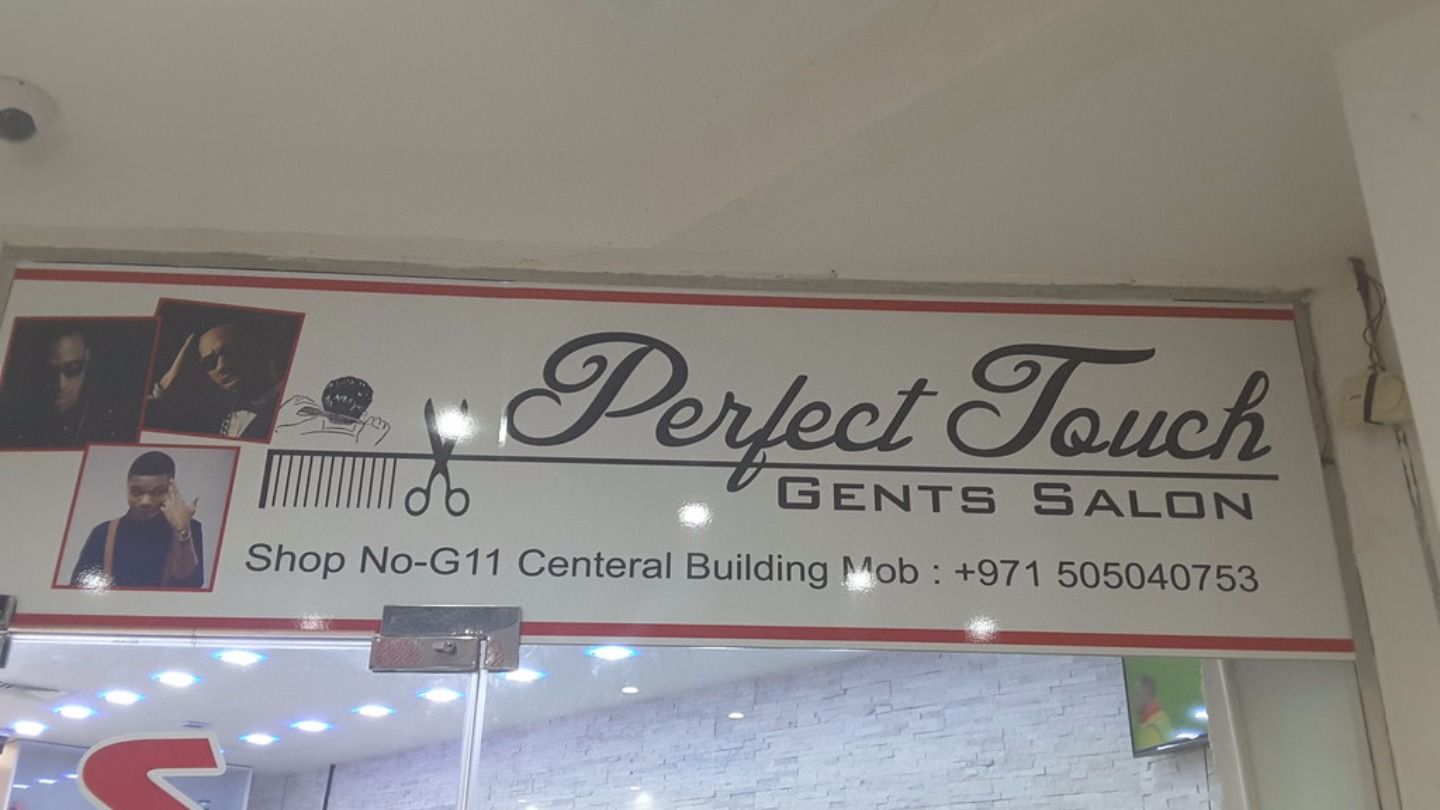 Perfect Touch
GENTS SALON
Shop No-G11 Centeral Building Mob : +971 505040753